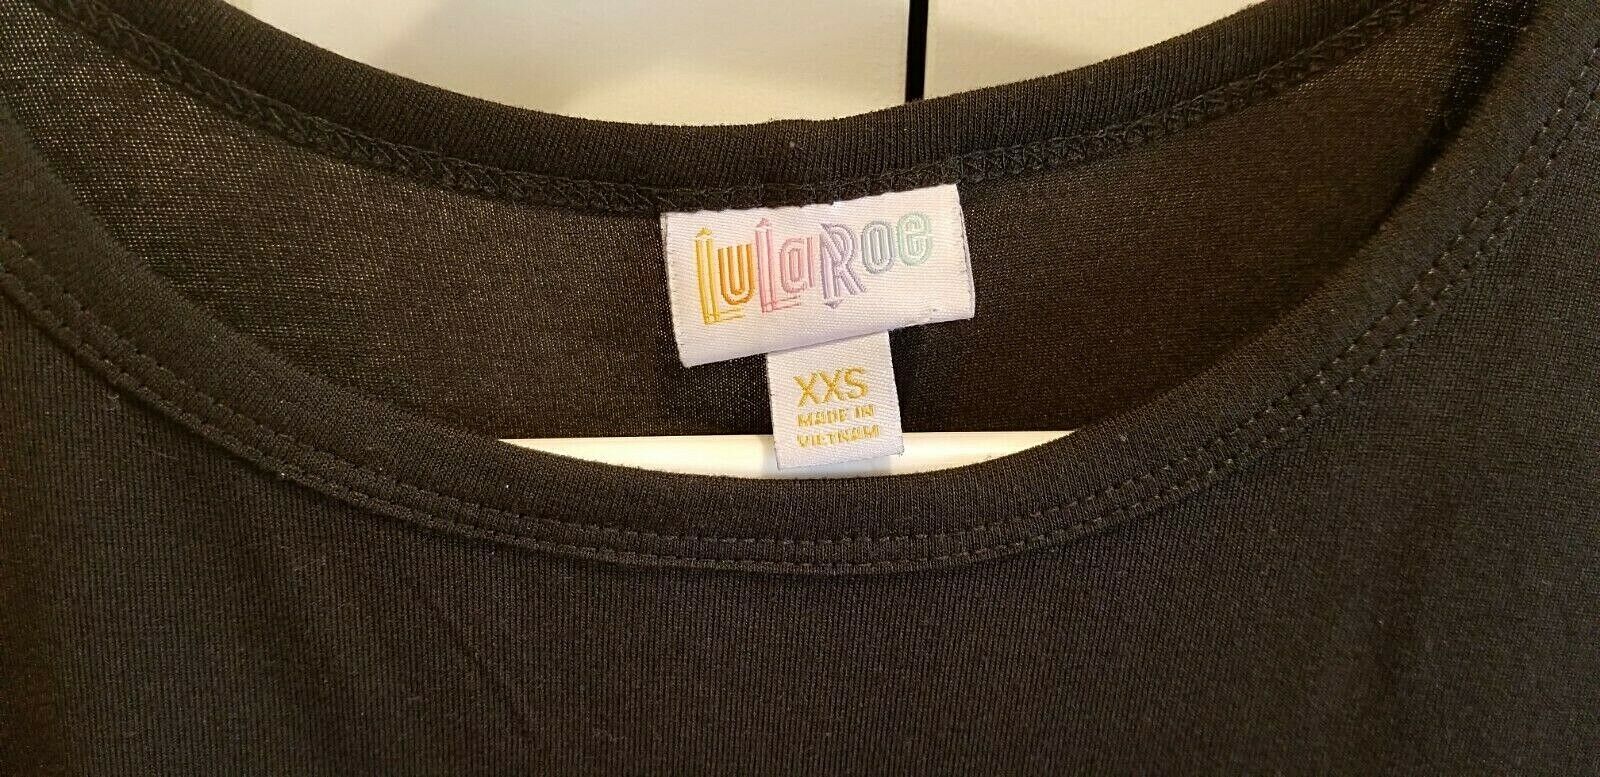 LuLaRoe
XXS
MADE IN
VIETNAM